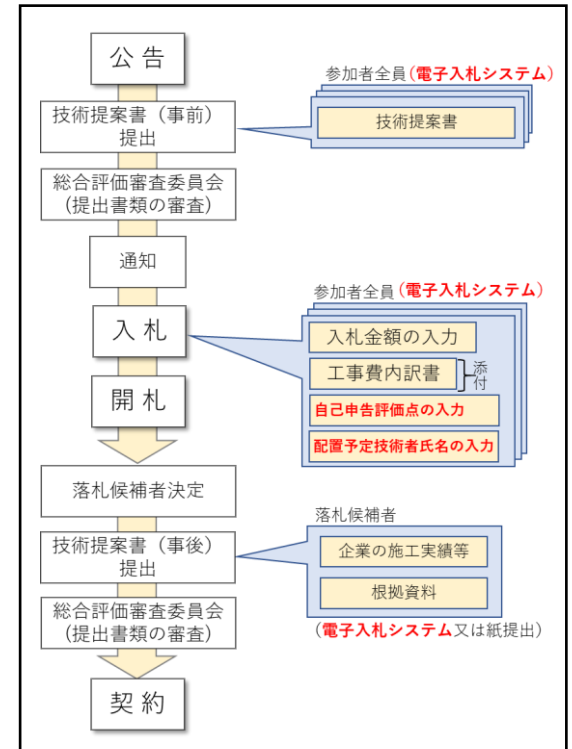 公告
参加者全員(電子入札システム)
技術提案書（事前）
提出
技術提案書
総合評価審査委員会
(提出書類の審査)
通知
参加者全員(電子入札システム)
入札
入札金額の入力
工事費内訳書
添付
開札
自己申告評価点の入力
配置予定技術者氏名の入力
落札候補者決定
落札候補者
技術提案書（事後）
提出
企業の施工実績等
根拠資料
総合評価審査委員会
(提出書類の審査)
(電子入札システム又は紙提出)
契約